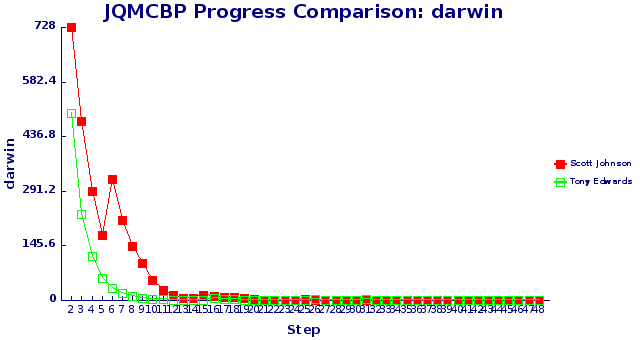 JQMCBP Progress Comparison: darwin
728
582.4
436.8
291.2
145.6
0
darwin
2 3 4 5 6 7 8 9 10 11 12 13 14 15 16 17 18 19 20 21 22 23 24 25 26 27 28 29 30 31 32 33 34 35 36 37 38 39 40 41 42 43 44 45 46 47 48
Step
Scott Johnson
Tony Edwards